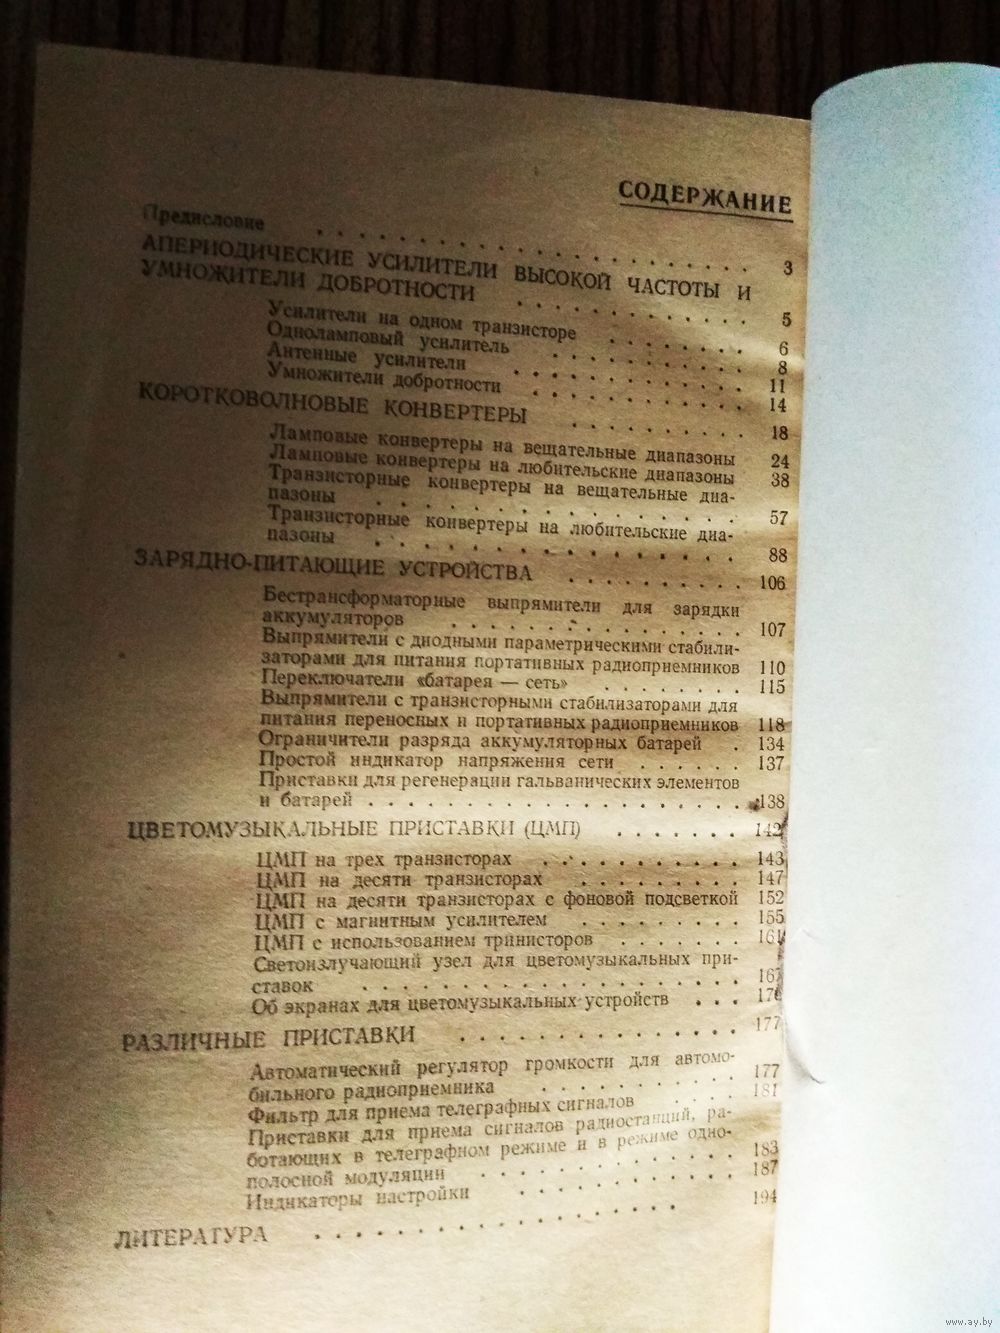 СОДЕРЖАНИЕ
Предисловие . . . . . . . . . . . . . . . . 3
АПЕРИОДИЧЕСКИЕ УСИЛИТЕЛИ ВЫСОКОЙ ЧАСТОТЫ И
УМНОЖИТЕЛИ ДОБРОТНОСТИ . . . . . . . . . 5
Усилители на одном транзисторе . . . . . . . 6
Одноламповый усилитель . . . . . . . . 8
Антенные усилители . . . . . . . . . 11
Умножители добротности . . . . . . . . . 14
КОРОТКОВОЛНОВЫЕ КОНВЕРТЕРЫ . . . . . . . . 18
Ламповые конвертеры на вещательные диапазоны 24
Ламповые конвертеры на любительские диапазоны 38
Транзисторные конвертеры на вещательные диа-
пазоны . . . . . . . . . . . . . . 57
Транзисторные конвертеры на любительские диа-
пазоны . . . . . . . . . . . . . . 88
ЗАРЯДНО-ПИТАЮЩИЕ УСТРОЙСТВА . . . . . . . . 106
Бестрансформаторные выпрямители для зарядки
аккумуляторов . . . . . . . . . . . . 107
Выпрямители с диодными параметрическими стабили-
заторами для питания портативных радиоприемников 110
Переключатели «батарея — сеть» . . . . . . . 115
Выпрямители с транзисторными стабилизаторами для
питания переносных и портативных радиоприемников 118
Ограничители разряда аккумуляторных батарей . 134
Простой индикатор напряжения сети . . . . . 137
Приставки для регенерации гальванических элементов
и батарей . . . . . . . . . . . . . . 138
ЦВЕТОМУЗЫКАЛЬНЫЕ ПРИСТАВКИ (ЦМП) . . . . . . 142
ЦМП на трех транзисторах . . . . . . . . 143
ЦМП на десяти транзисторах . . . . . . . 147
ЦМП на десяти транзисторах с фоновой подсветкой 152
ЦМП с магнитным усилителем . . . . . . . 155
ЦМП с использованием тринисторов . . . . . . 161
Светоизлучающий узел для цветомузыкальных при-
ставок . . . . . . . . . . . . . . 167
Об экранах для цветомузыкальных устройств . . . 176
РАЗЛИЧНЫЕ ПРИСТАВКИ . . . . . . . . . . . 177
Автоматический регулятор громкости для автомо-
бильного радиоприемника . . . . . . . . 177
Фильтр для приема телеграфных сигналов . . . . 181
Приставки для приема сигналов радиостанций, ра-
ботающих в телеграфном режиме и в режиме одно-
полосной модуляции . . . . . . . . . . 183
Индикаторы настройки . . . . . . . . . 187
ЛИТЕРАТУРА . . . . . . . . . . . . . . 194
www.ay.by